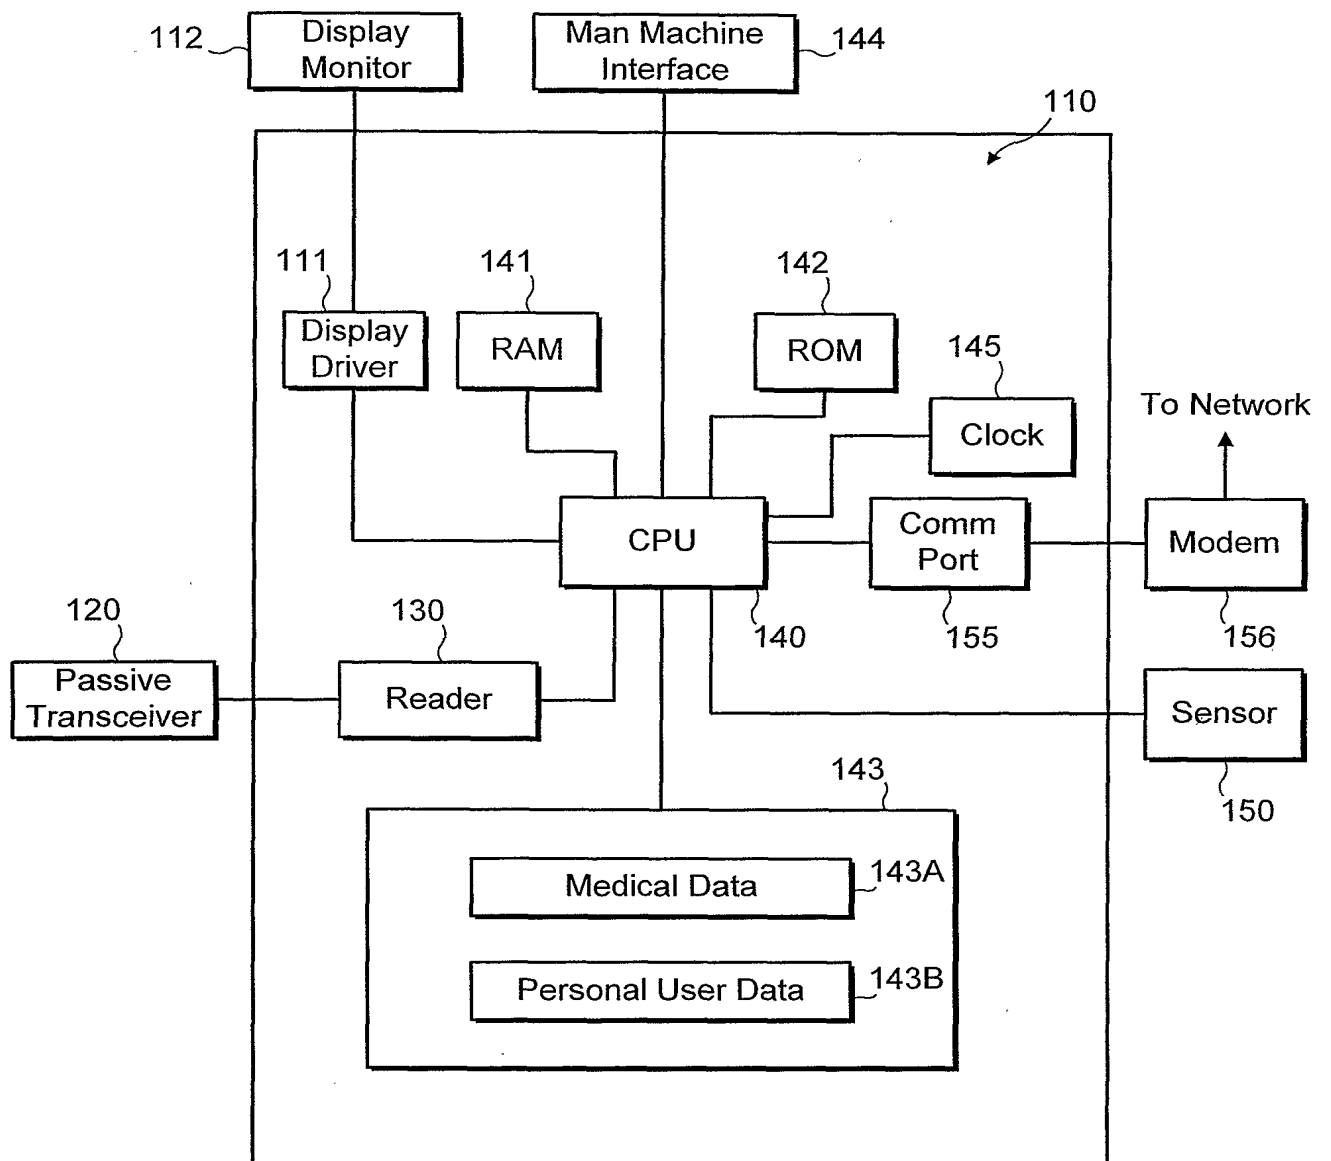 112
Display
Monitor
Man Machine
Interface
144
110
111
Display
Driver
141
RAM
142
ROM
145
Clock
To Network
CPU
140
Comm
Port
155
Modem
156
120
Passive
Transceiver
130
Reader
Sensor
150
143
Medical Data
143A
Personal User Data
143B